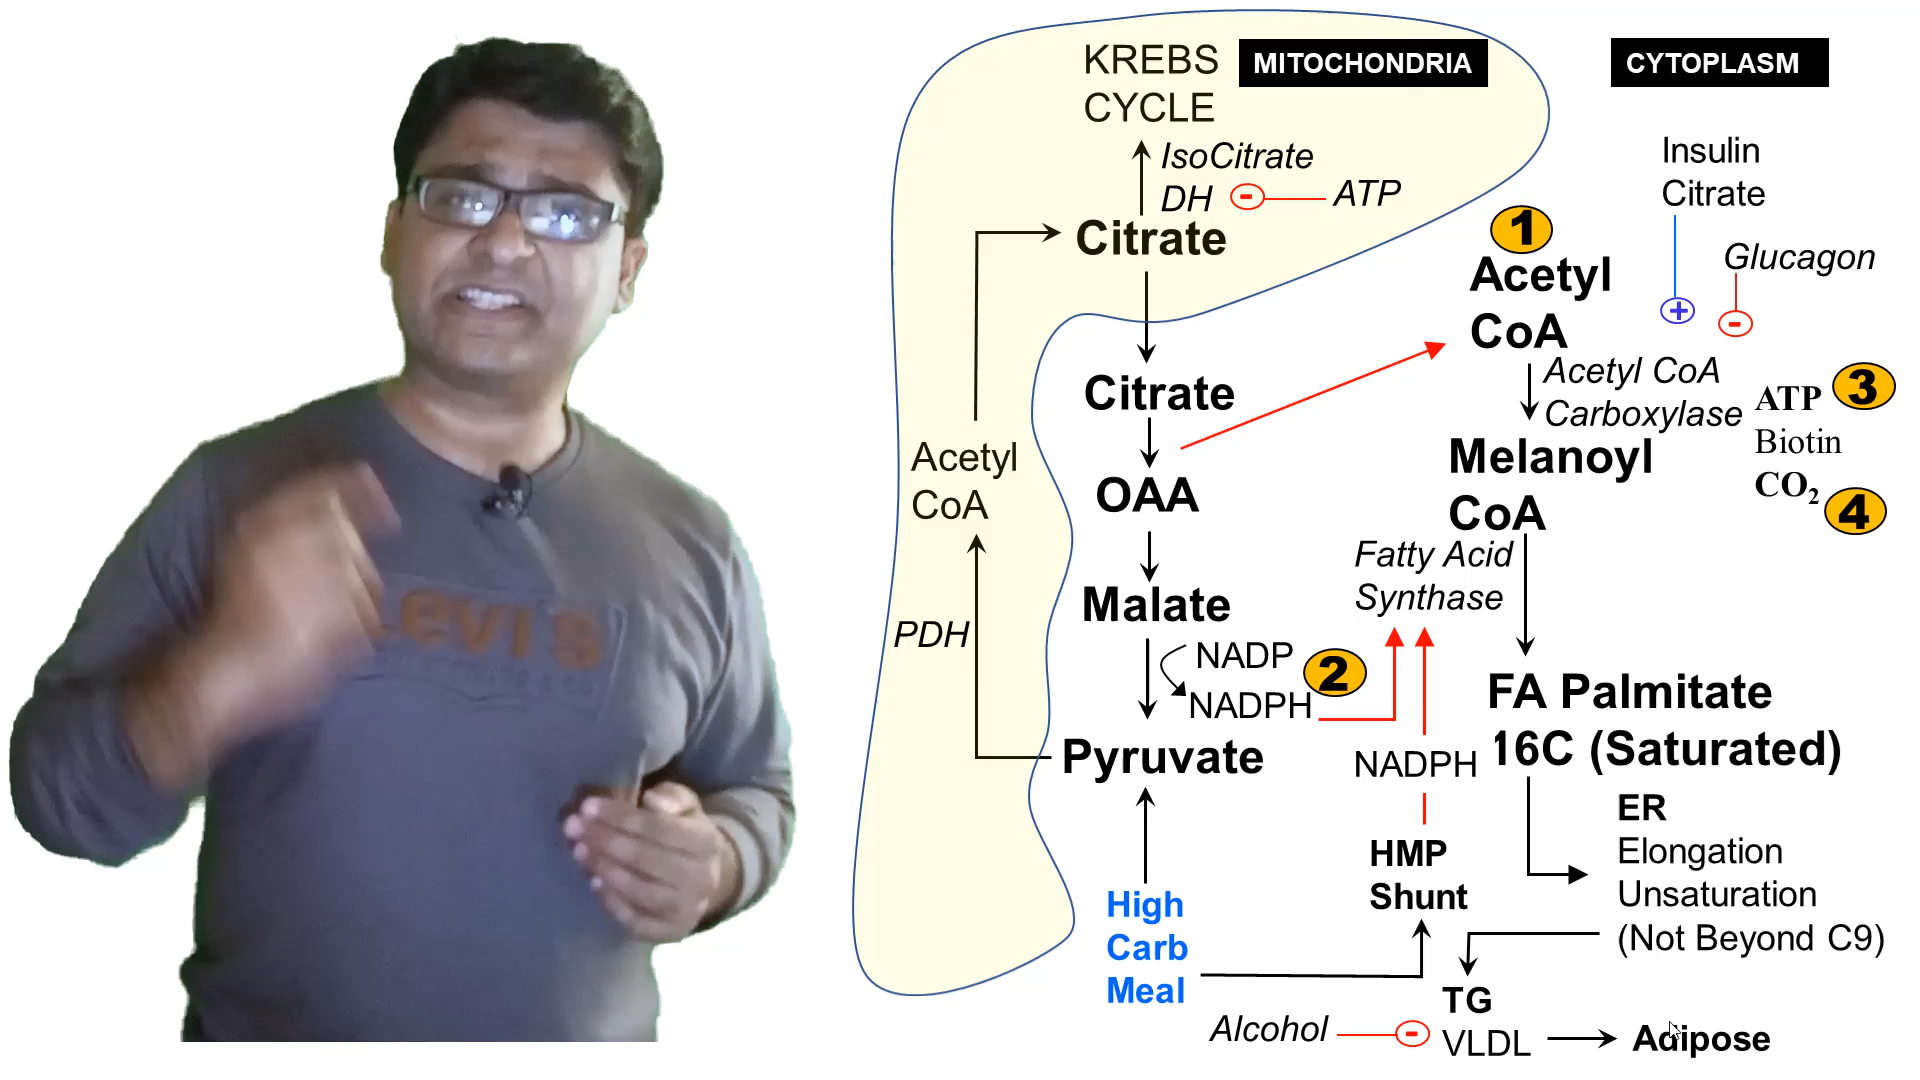 KREBS
CYCLE
MITOCHONDRIA
CYTOPLASM
IsoCitrate
DH
-
ATP
Citrate
Insulin
Citrate
Glucagon
+
-
1
Acetyl
CoA
Acetyl CoA
Carboxylase
ATP
3
Biotin
CO₂
4
Citrate
OAA
Malate
NADP
NADPH
2
Pyruvate
Acetyl
CoA
PDH
Melanoyl
CoA
Fatty Acid
Synthase
FA Palmitate
16C (Saturated)
NADPH
HMP
Shunt
ER
Elongation
Unsaturation
(Not Beyond C9)
High
Carb
Meal
TG
Alcohol
-
VLDL
Adipose
Levi's